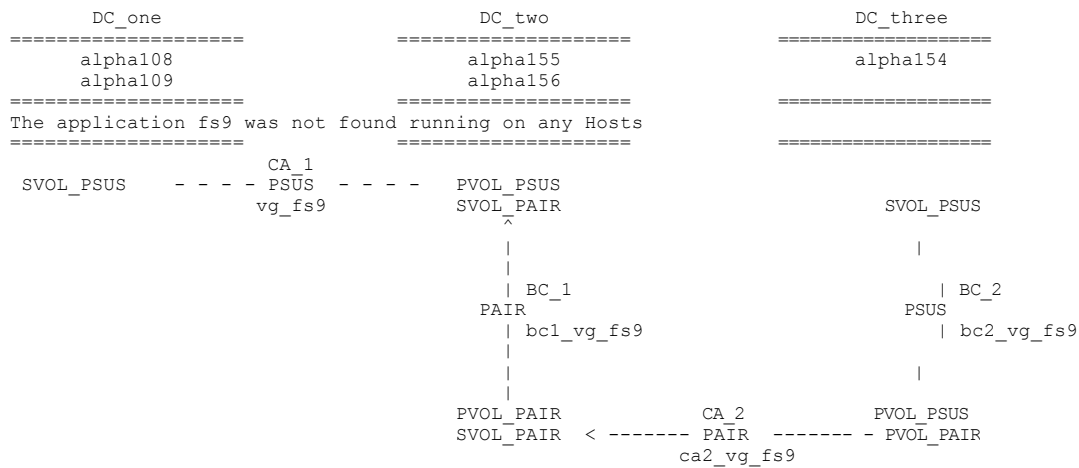 DC_one DC_two DC_three
===================== ===================== ===================
alpha108 alpha155 alpha154
alpha109 alpha156
===================== ===================== ===================
The application fs9 was not found running on any Hosts
===================== ===================== ===================
CA_1
SVOL_PSUS - - - - PSUS - - - - PVOL_PSUS
vg_fs9 SVOL_PAIR SVOL_PSUS
^
| |
|
| BC_1 | BC_2
PAIR PSUS
| bc1_vg_fs9 | bc2_vg_fs9
|
| |
|
PVOL_PAIR CA_2 PVOL_PSUS
SVOL_PAIR < ------- PAIR ------- - PVOL_PAIR
ca2_vg_fs9